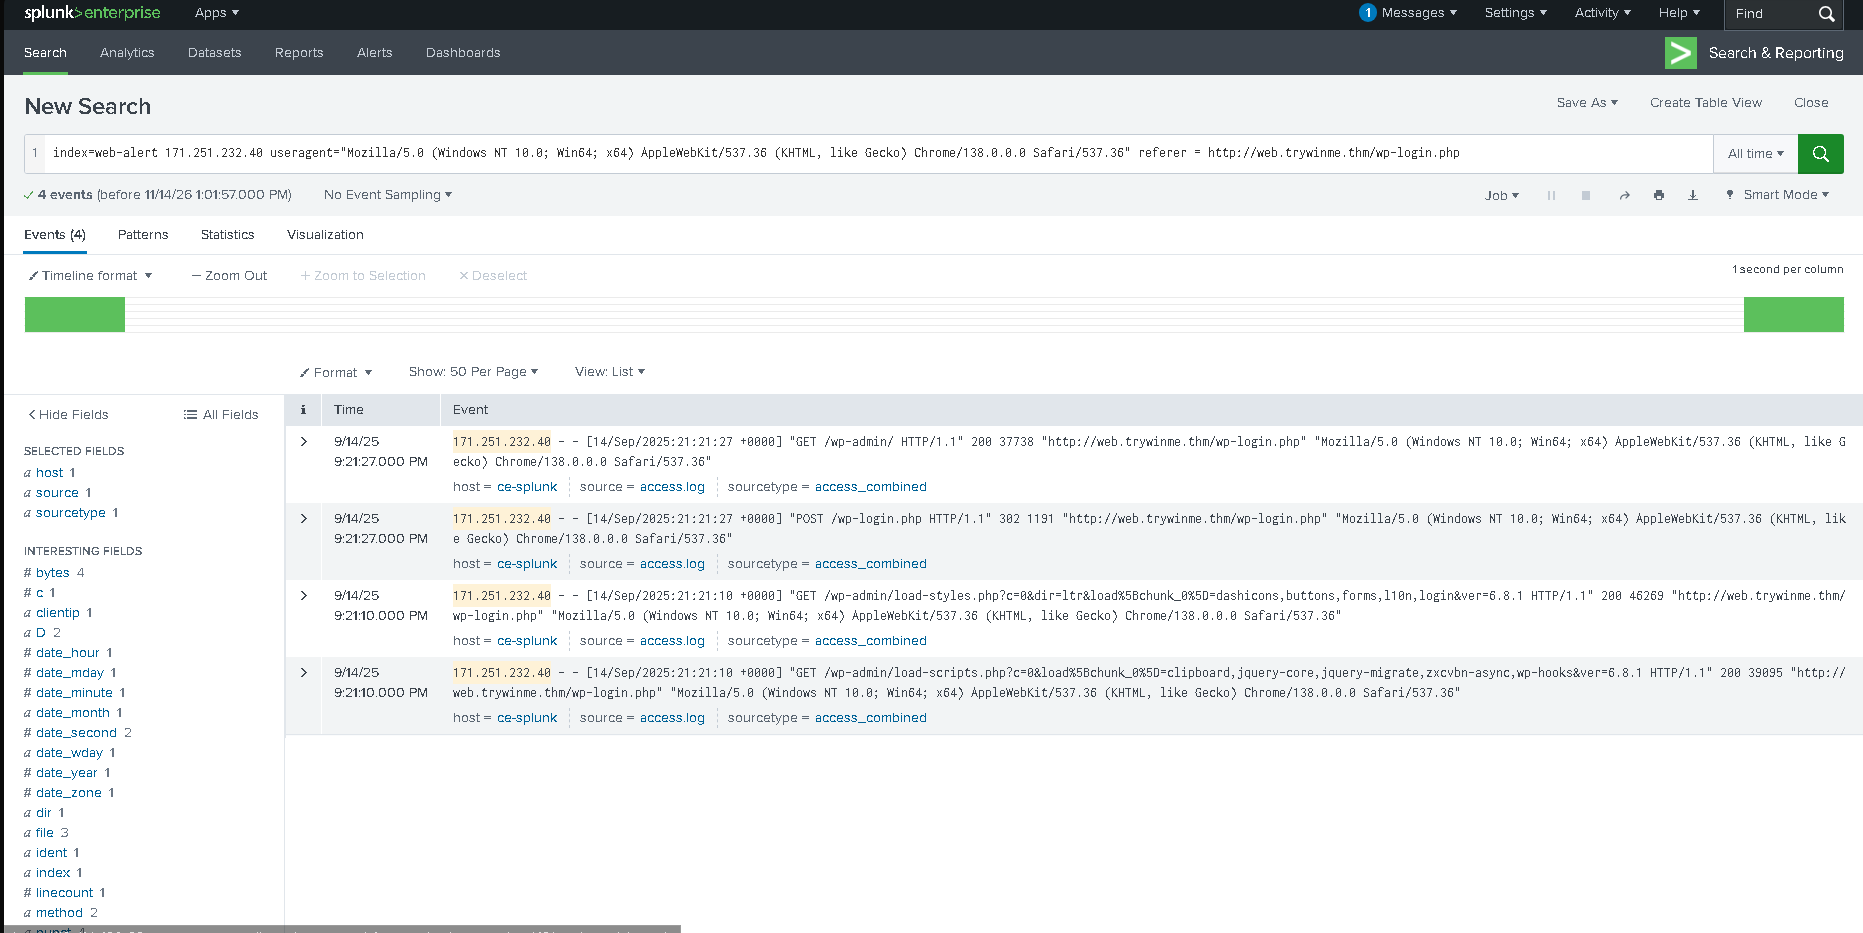 splunk>enterprise Apps 1 Messages Settings Activity Help Find
Search Analytics Datasets Reports Alerts Dashboards Search & Reporting
New Search Save As Create Table View Close
1 index=web-alert 171.251.232.40 useragent="Mozilla/5.0 (Windows NT 10.0; Win64; x64) AppleWebKit/537.36 (KHTML, like Gecko) Chrome/138.0.0.0 Safari/537.36" referer = http://web.trywinme.thm/wp-login.php All time
4 events (before 11/14/26 1:01:57.000 PM) No Event Sampling Job Smart Mode
Events (4) Patterns Statistics Visualization
Timeline format — Zoom Out + Zoom to Selection × Deselect 1 second per column
Format Show: 50 Per Page View: List
Hide Fields All Fields
SELECTED FIELDS
a host 1
a source 1
a sourcetype 1
INTERESTING FIELDS
# bytes 4
# c 1
a clientip 1
a D 2
# date_hour 1
# date_mday 1
# date_minute 1
a date_month 1
# date_second 2
a date_wday 1
# date_year 1
# date_zone 1
a dir 1
a file 3
a ident 1
a index 1
# linecount 1
a method 2
i Time Event
9/14/25 171.251.232.40 - - [14/Sep/2025:21:21:27 +0000] "GET /wp-admin/ HTTP/1.1" 200 37738 "http://web.trywinme.thm/wp-login.php" "Mozilla/5.0 (Windows NT 10.0; Win64; x64) AppleWebKit/537.36 (KHTML, like G
9:21:27.000 PM ecko) Chrome/138.0.0.0 Safari/537.36"
host = ce-splunk source = access.log sourcetype = access_combined
9/14/25 171.251.232.40 - - [14/Sep/2025:21:21:27 +0000] "POST /wp-login.php HTTP/1.1" 302 1191 "http://web.trywinme.thm/wp-login.php" "Mozilla/5.0 (Windows NT 10.0; Win64; x64) AppleWebKit/537.36 (KHTML, lik
9:21:27.000 PM e Gecko) Chrome/138.0.0.0 Safari/537.36"
host = ce-splunk source = access.log sourcetype = access_combined
9/14/25 171.251.232.40 - - [14/Sep/2025:21:21:10 +0000] "GET /wp-admin/load-styles.php?c=0&dir=ltr&load%5Bchunk_0%5D=dashicons,buttons,forms,l10n,login&ver=6.8.1 HTTP/1.1" 200 46269 "http://web.trywinme.thm/
9:21:10.000 PM wp-login.php" "Mozilla/5.0 (Windows NT 10.0; Win64; x64) AppleWebKit/537.36 (KHTML, like Gecko) Chrome/138.0.0.0 Safari/537.36"
host = ce-splunk source = access.log sourcetype = access_combined
9/14/25 171.251.232.40 - - [14/Sep/2025:21:21:10 +0000] "GET /wp-admin/load-scripts.php?c=0&load%5Bchunk_0%5D=clipboard,jquery-core,jquery-migrate,zxcvbn-async,wp-hooks&ver=6.8.1 HTTP/1.1" 200 39095 "http://
9:21:10.000 PM web.trywinme.thm/wp-login.php" "Mozilla/5.0 (Windows NT 10.0; Win64; x64) AppleWebKit/537.36 (KHTML, like Gecko) Chrome/138.0.0.0 Safari/537.36"
host = ce-splunk source = access.log sourcetype = access_combined